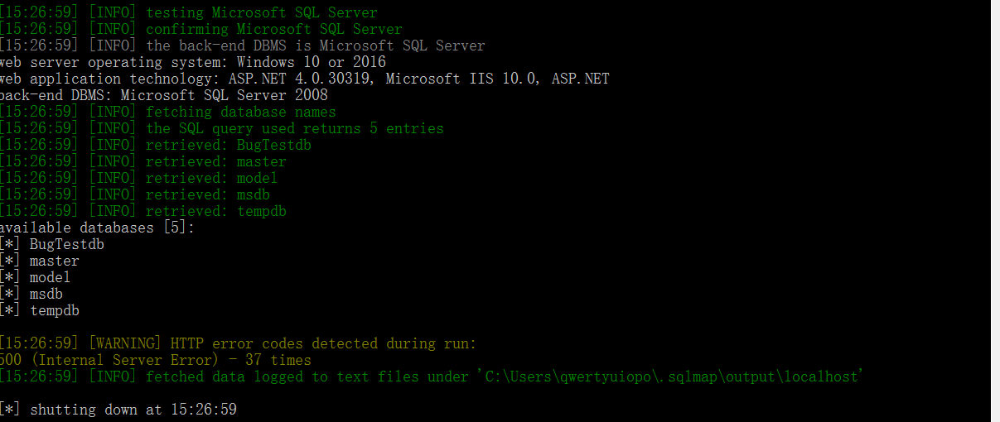 [15:26:59] [INFO] testing Microsoft SQL Server
[15:26:59] [INFO] confirming Microsoft SQL Server
[15:26:59] [INFO] the back-end DBMS is Microsoft SQL Server
web server operating system: Windows 10 or 2016
web application technology: ASP.NET 4.0.30319, Microsoft IIS 10.0, ASP.NET
back-end DBMS: Microsoft SQL Server 2008
[15:26:59] [INFO] fetching database names
[15:26:59] [INFO] the SQL query used returns 5 entries
[15:26:59] [INFO] retrieved: BugTestdb
[15:26:59] [INFO] retrieved: master
[15:26:59] [INFO] retrieved: model
[15:26:59] [INFO] retrieved: msdb
[15:26:59] [INFO] retrieved: tempdb
available databases [5]:
[*] BugTestdb
[*] master
[*] model
[*] msdb
[*] tempdb
[15:26:59] [WARNING] HTTP error codes detected during run:
500 (Internal Server Error) - 37 times
[15:26:59] [INFO] fetched data logged to text files under 'C:\Users\qwertyuiopo\.sqlmap\output\localhost'
[*] shutting down at 15:26:59